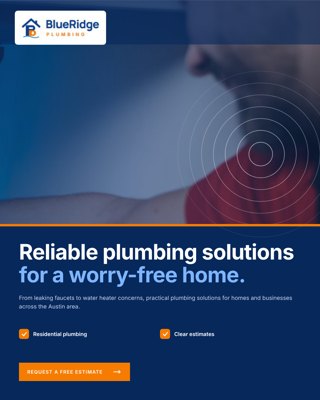 BlueRidge
PLUMBING
Reliable plumbing solutions
for a worry-free home.
From leaking faucets to water heater concerns, practical plumbing solutions for homes and businesses
across the Austin area.
Residential plumbing
Clear estimates
REQUEST A FREE ESTIMATE